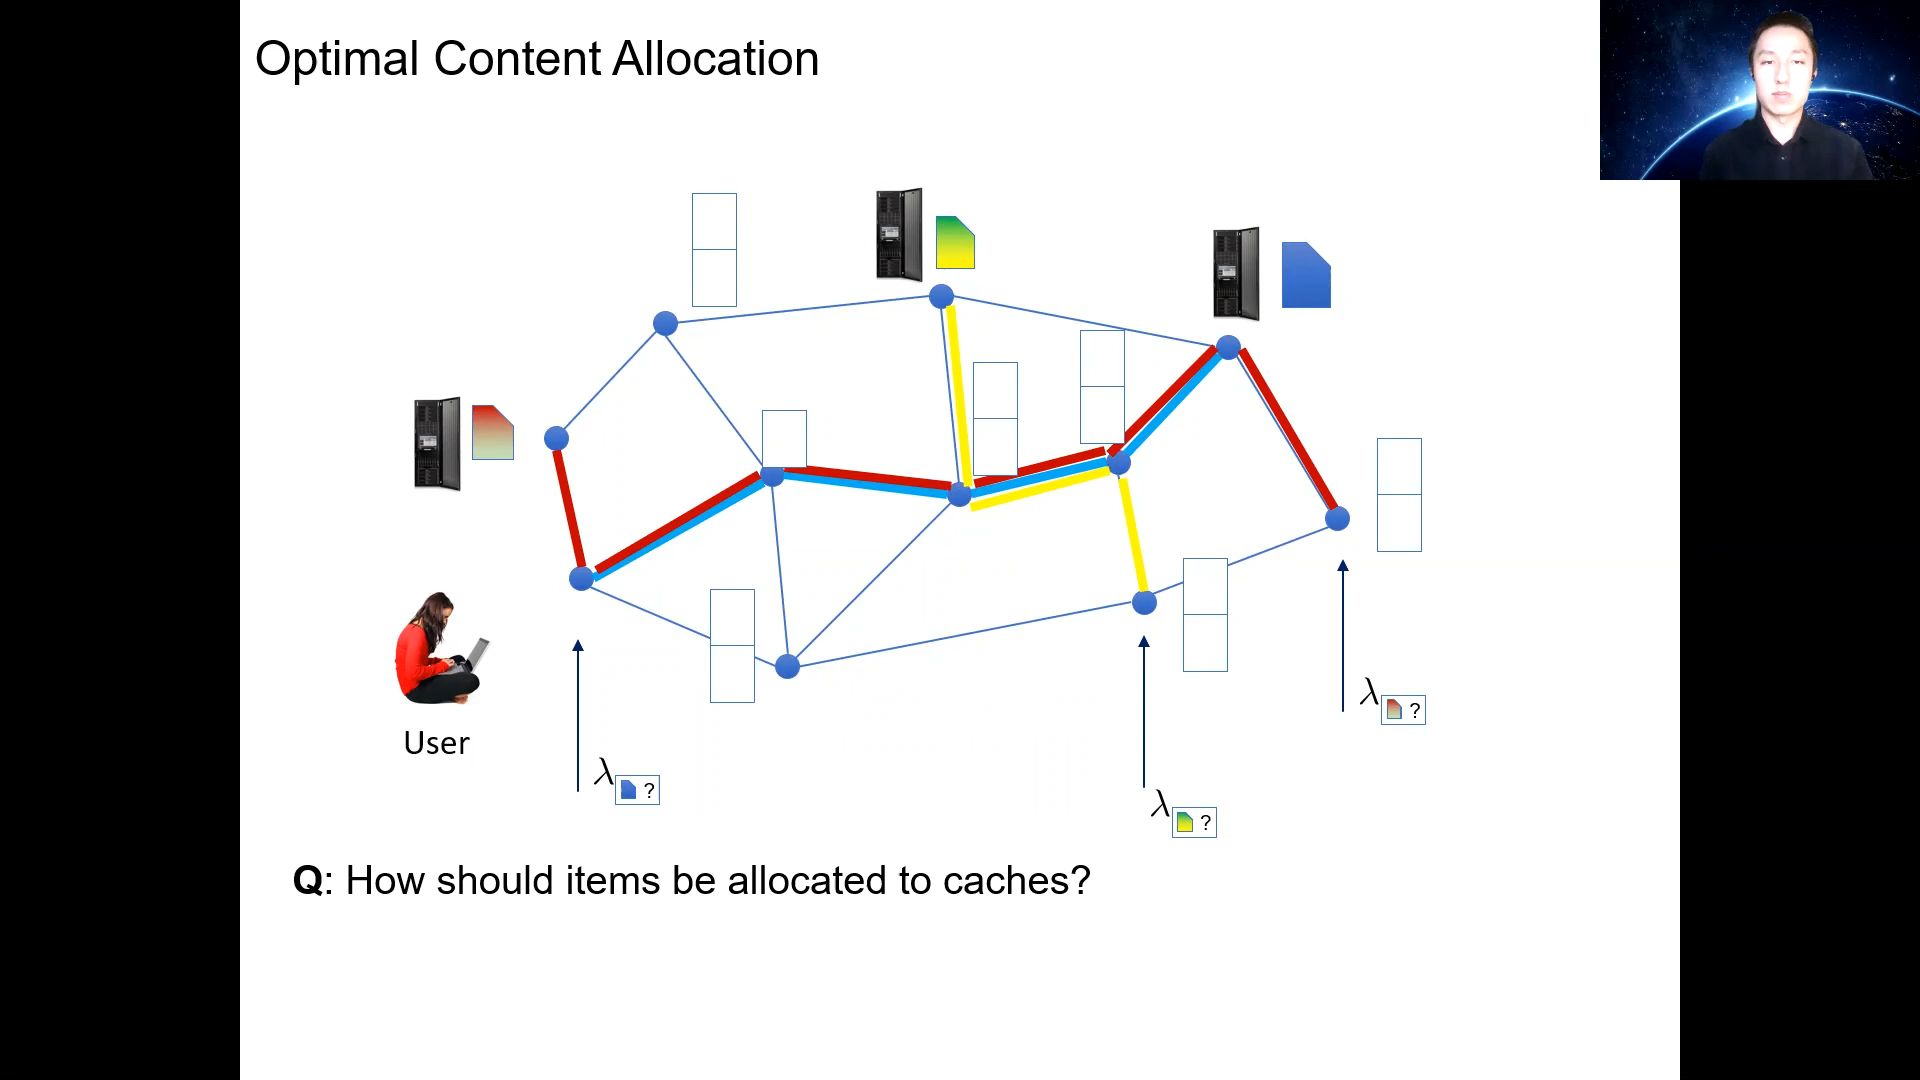 Optimal Content Allocation
λ ?
User
λ ?
λ ?
Q: How should items be allocated to caches?